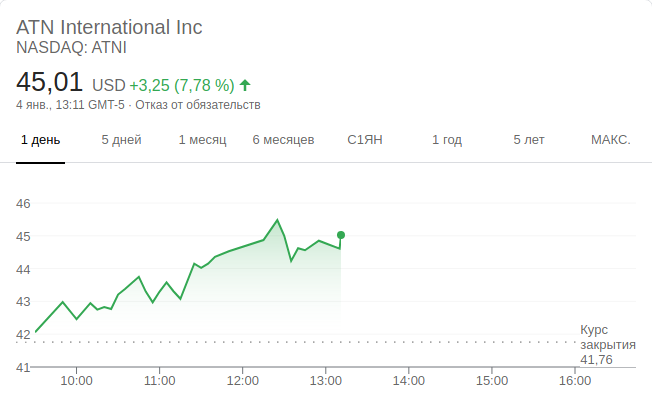 ATN International Inc
NASDAQ: ATNI
45,01 USD +3,25 (7,78 %)
4 янв., 13:11 GMT-5 · Отказ от обязательств
1 день 5 дней 1 месяц 6 месяцев С1ЯН 1 год 5 лет МАКС.
46
45
44
43
42
41
Курс
закрытия
41,76
10:00 11:00 12:00 13:00 14:00 15:00 16:00